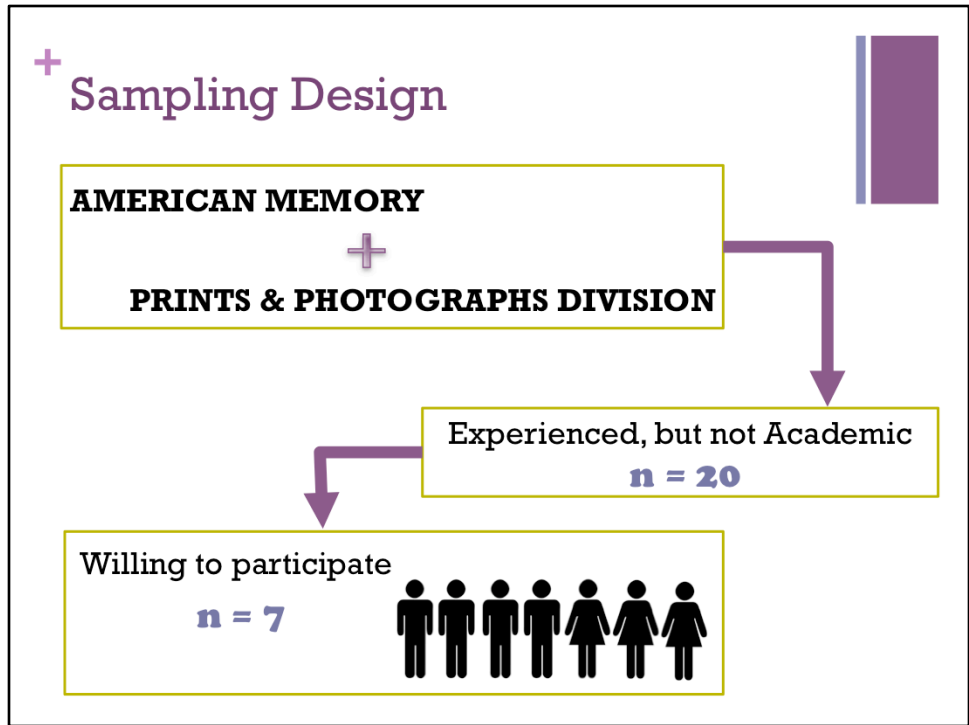 +
Sampling Design
AMERICAN MEMORY
+
PRINTS & PHOTOGRAPHS DIVISION
Experienced, but not Academic
n = 20
Willing to participate
n = 7